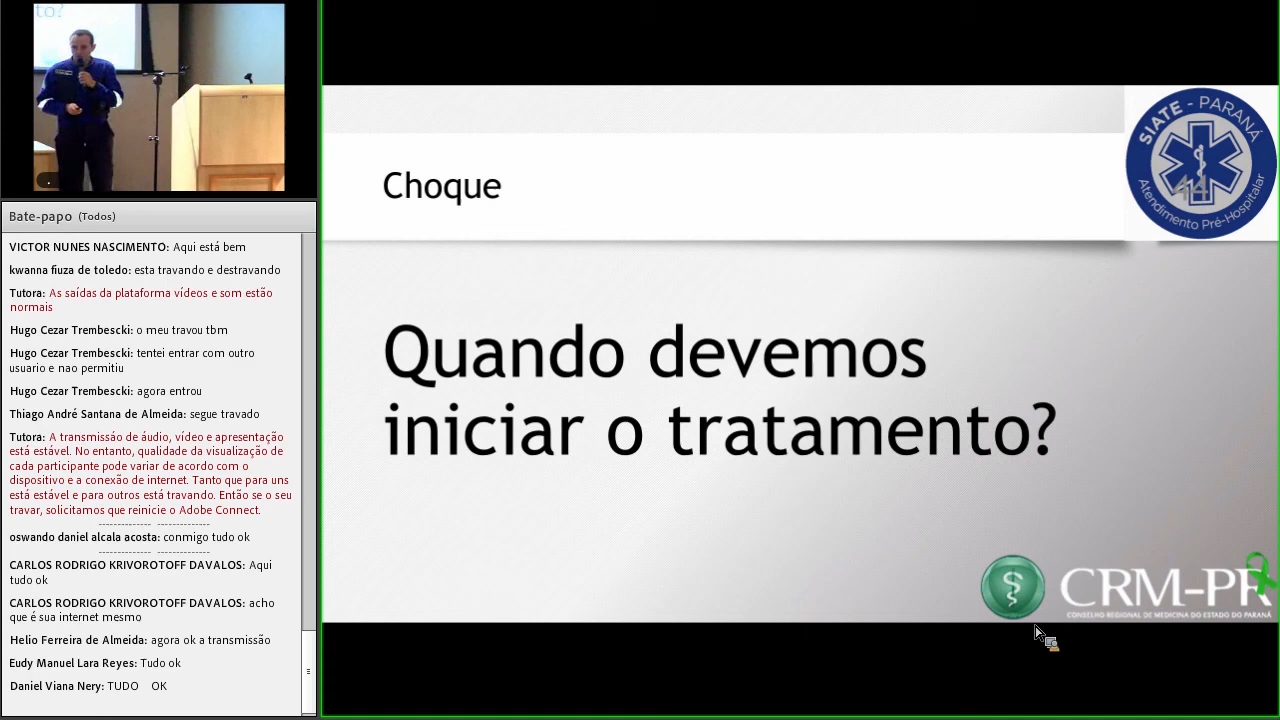 to?
Bate-papo (Todos)
VICTOR NUNES NASCIMENTO: Aqui está bem
kwanna fiuza de toledo: esta travando e destravando
Tutora: As saídas da plataforma vídeos e som estão
normais
Hugo Cezar Trembescki: o meu travou tbm
Hugo Cezar Trembescki: tentei entrar com outro
usuario e nao permitiu
Hugo Cezar Trembescki: agora entrou
Thiago André Santana de Almeida: segue travado
Tutora: A transmissáo de áudio, vídeo e apresentação
está estável. No entanto, qualidade da visualização de
cada participante pode variar de acordo com o
dispositivo e a conexão de internet. Tanto que para uns
está estável e para outros está travando. Então se o seu
travar, solicitamos que reinicie o Adobe Connect.
-------------- --------------
oswando daniel alcala acosta: conmigo tudo ok
-------------- --------------
CARLOS RODRIGO KRIVOROTOFF DAVALOS: Aqui
tudo ok
CARLOS RODRIGO KRIVOROTOFF DAVALOS: acho
que é sua internet mesmo
Helio Ferreira de Almeida: agora ok a transmissão
Eudy Manuel Lara Reyes: Tudo ok
Daniel Viana Nery: TUDO OK
Choque
SIATE - PARANÁ
44
Atendimento Pré-Hospitalar
Quando devemos
iniciar o tratamento?
CRM-PR
CONSELHO REGIONAL DE MEDICINA DO ESTADO DO PARANÁ